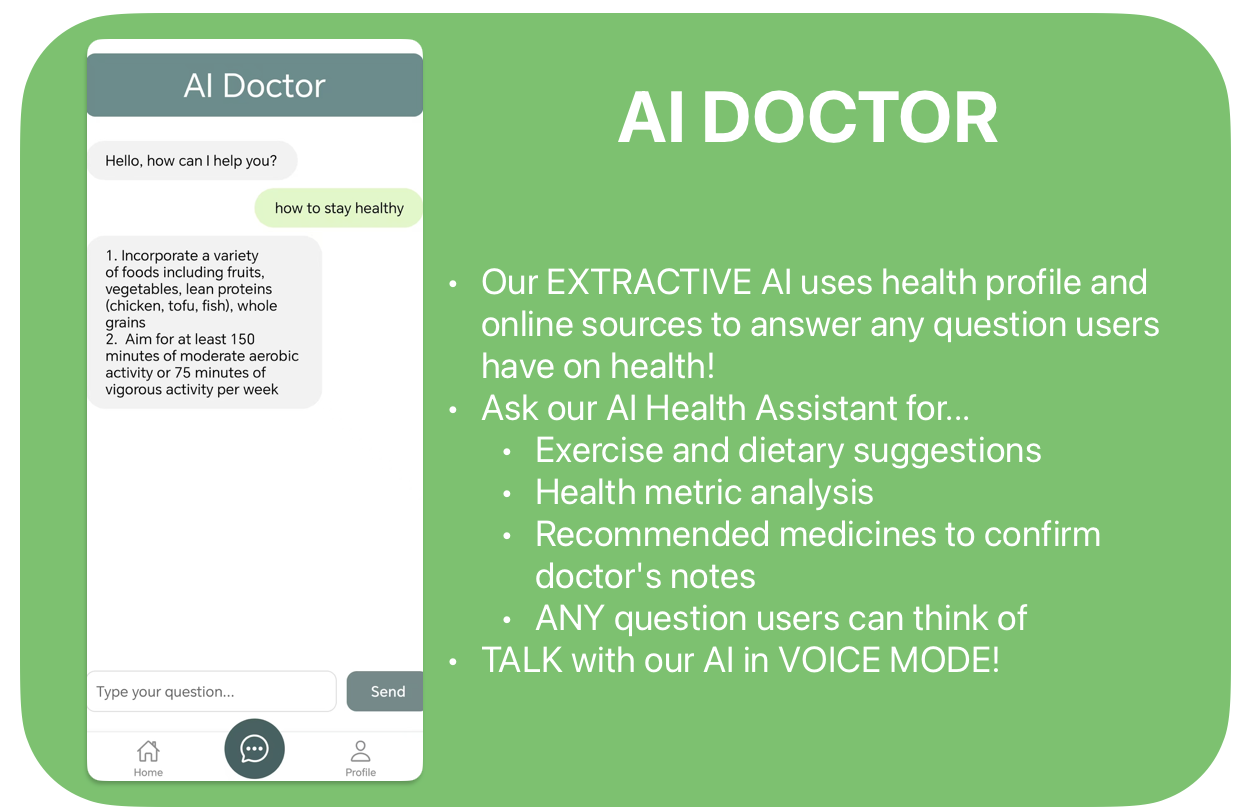 AI Doctor
Hello, how can I help you?
how to stay healthy
1. Incorporate a variety
of foods including fruits,
vegetables, lean proteins
(chicken, tofu, fish), whole
grains
2.  Aim for at least 150
minutes of moderate aerobic
activity or 75 minutes of
vigorous activity per week
Type your question...
Send
Home
Profile
AI DOCTOR
• Our EXTRACTIVE AI uses health profile and
online sources to answer any question users
have on health!
• Ask our AI Health Assistant for...
• Exercise and dietary suggestions
• Health metric analysis
• Recommended medicines to confirm
doctor's notes
• ANY question users can think of
• TALK with our AI in VOICE MODE!